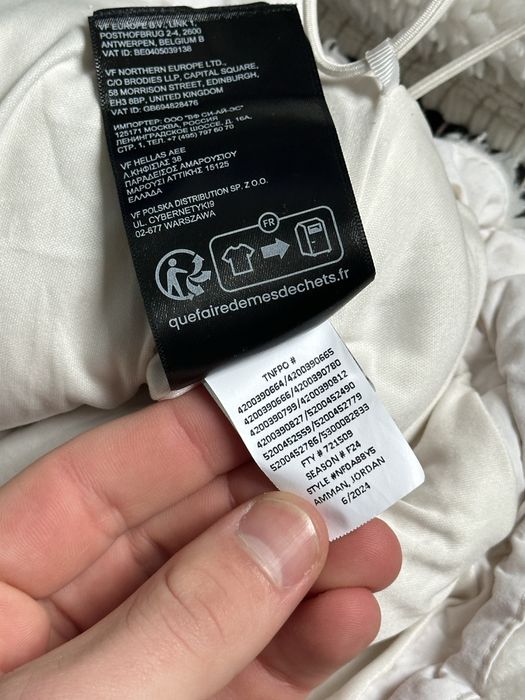 VF EUROPE B.V., LINK 1,
POSTHOFBRUG 2-4, 2600
ANTWERPEN, BELGIUM B
VAT ID: BE0405039138
VF NORTHERN EUROPE LTD.,
C/O BRODIES LLP, CAPITAL SQUARE,
58 MORRISON STREET, EDINBURGH,
EH3 8BP, UNITED KINGDOM
VAT ID: GB694828476
ИМПОРТЕР: ООО "ВФ СИ-АЙ-ЭС"
125171 МОСКВА, РОССИЯ
ЛЕНИНГРАДСКОЕ ШОССЕ, Д. 16А,
СТР. 1, ТЕЛ. +7 (495) 797 60 70
VF HELLAS AEE
Λ.ΚΗΦΙΣΙΑΣ 38
ΠΑΡΑΔΕΙΣΟΣ ΑΜΑΡΟΥΣΙΟΥ
ΜΑΡΟΥΣΙ ΑΤΤΙΚΗΣ 15125
ΕΛΛΑΔΑ
VF POLSKA DISTRIBUTION SP. Z O.O.
UL. CYBERNETYKI9
02-677 WARSZAWA
FR
quefairedemesdechets.fr
TNFPO #
4200390664/4200390665
4200390666/4200390780
4200390799/4200390812
4200390827/5200452490
5200452559/5200452779
5200452786/5300082833
FTY # 721509
SEASON # F24
STYLE #NF0A88Y5
AMMAN, JORDAN
6/2024